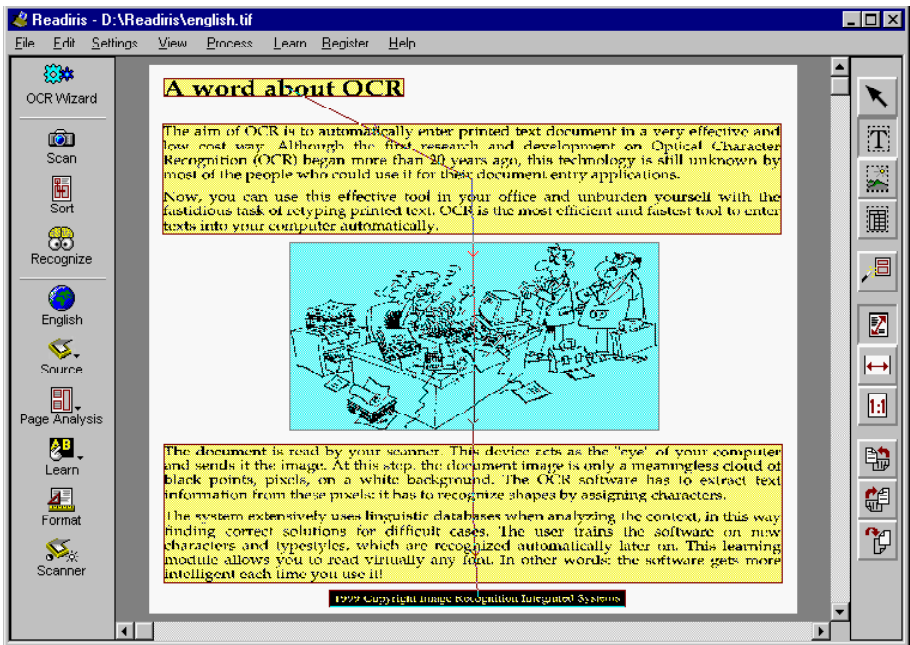 Readiris - D:\Readiris\english.tif
File Edit Settings View Process Learn Register Help
OCR Wizard
Scan
Sort
Recognize
English
Source
Page Analysis
Learn
Format
Scanner
A word about OCR
The aim of OCR is to automatically enter printed text document in a very effective and
low cost way. Although the first research and development on Optical Character
Recognition (OCR) began more than 20 years ago, this technology is still unknown by
most of the people who could use it for their document entry applications.
Now, you can use this effective tool in your office and unburden yourself with the
fastidious task of retyping printed text. OCR is the most efficient and fastest tool to enter
texts into your computer automatically.
The document is read by your scanner. This device acts as the "eye" of your computer
and sends it the image. At this step, the document image is only a meaningless cloud of
black points, pixels, on a white background. The OCR software has to extract text
information from these pixels: it has to recognize shapes by assigning characters.
The system extensively uses linguistic databases when analyzing the context, in this way
finding correct solutions for difficult cases. The user trains the software on new
characters and typestyles, which are recognized automatically later on. This learning
module allows you to read virtually any font. In other words: the software gets more
intelligent each time you use it!
1999 Copyright Image Recognition Integrated Systems
T
1:1
AB